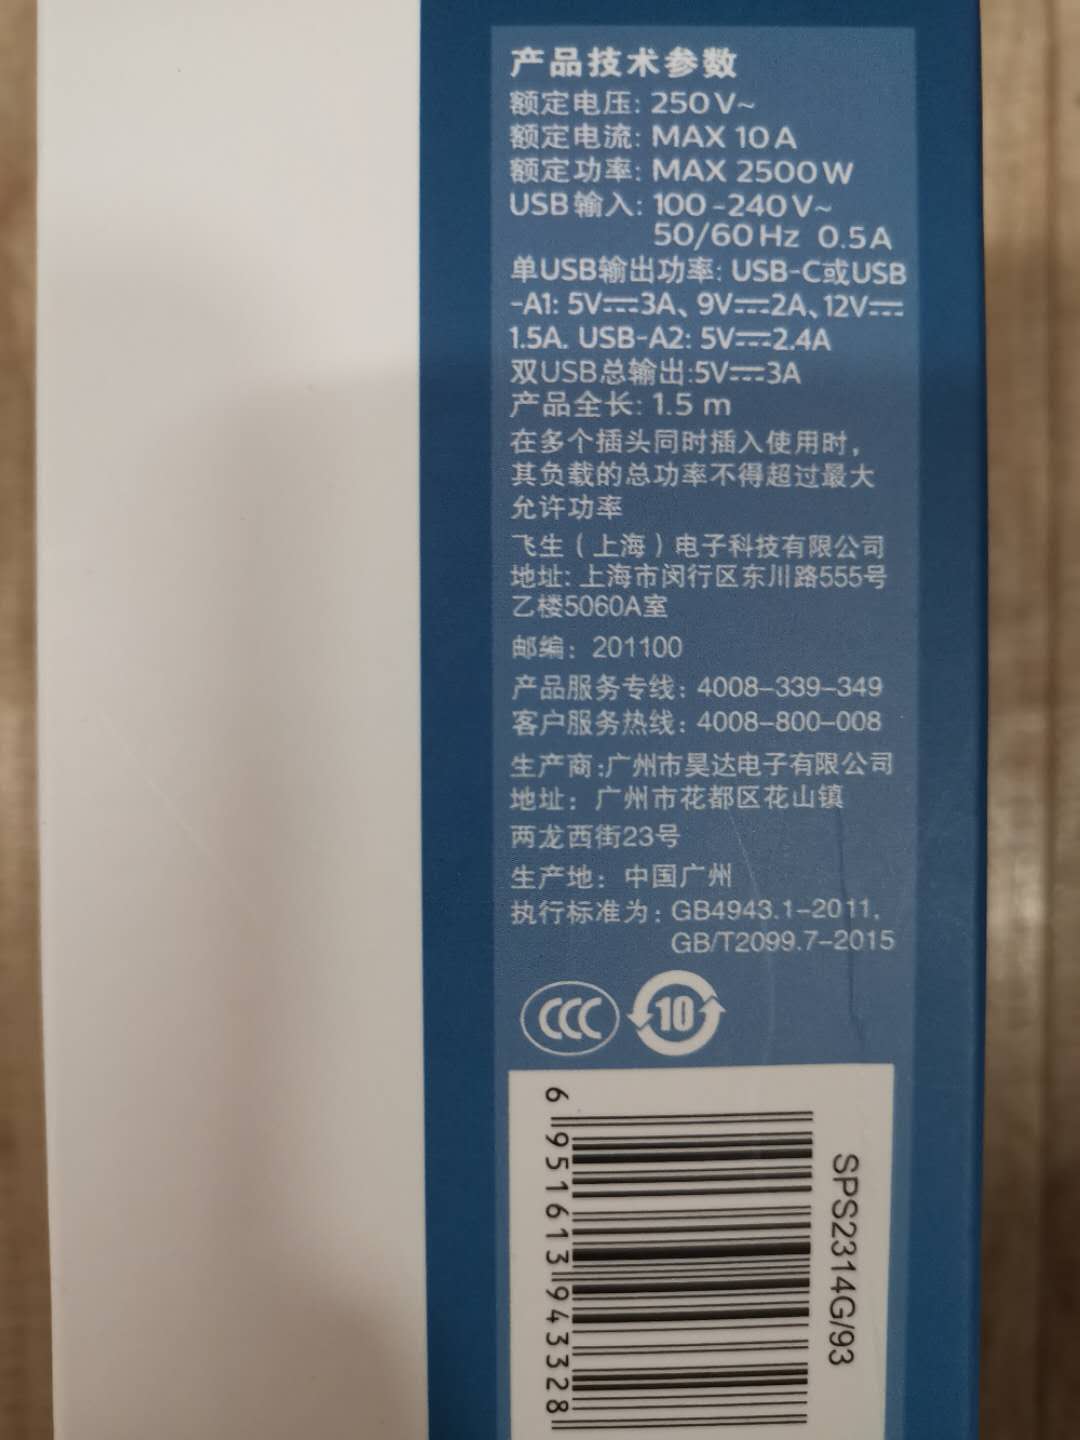 产品技术参数
额定电压: 250V~
额定电流: MAX 10A
额定功率: MAX 2500W
USB输入: 100-240V~
50/60Hz 0.5A
单USB输出功率: USB-C或USB
-A1: 5V⎓3A、9V⎓2A、12V⎓
1.5A. USB-A2: 5V⎓2.4A
双USB总输出:5V⎓3A
产品全长: 1.5 m
在多个插头同时插入使用时，
其负载的总功率不得超过最大
允许功率
飞生（上海）电子科技有限公司
地址: 上海市闵行区东川路555号
乙楼5060A室
邮编：201100
产品服务专线：4008-339-349
客户服务热线：4008-800-008
生产商:广州市昊达电子有限公司
地址：广州市花都区花山镇
两龙西街23号
生产地：中国广州
执行标准为：GB4943.1-2011,
GB/T2099.7-2015
CCC
10
6 951613 943328
SPS2314G/93